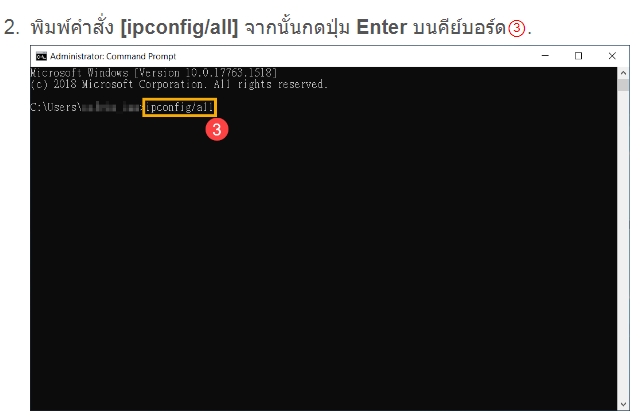 2. พิมพ์คำสั่ง [ipconfig/all] จากนั้นกดปุ่ม Enter บนคีย์บอร์ด③.
Administrator: Command Prompt
Microsoft Windows [Version 10.0.17763.1518]
(c) 2018 Microsoft Corporation. All rights reserved.
C:\Users\ ipconfig/all
3